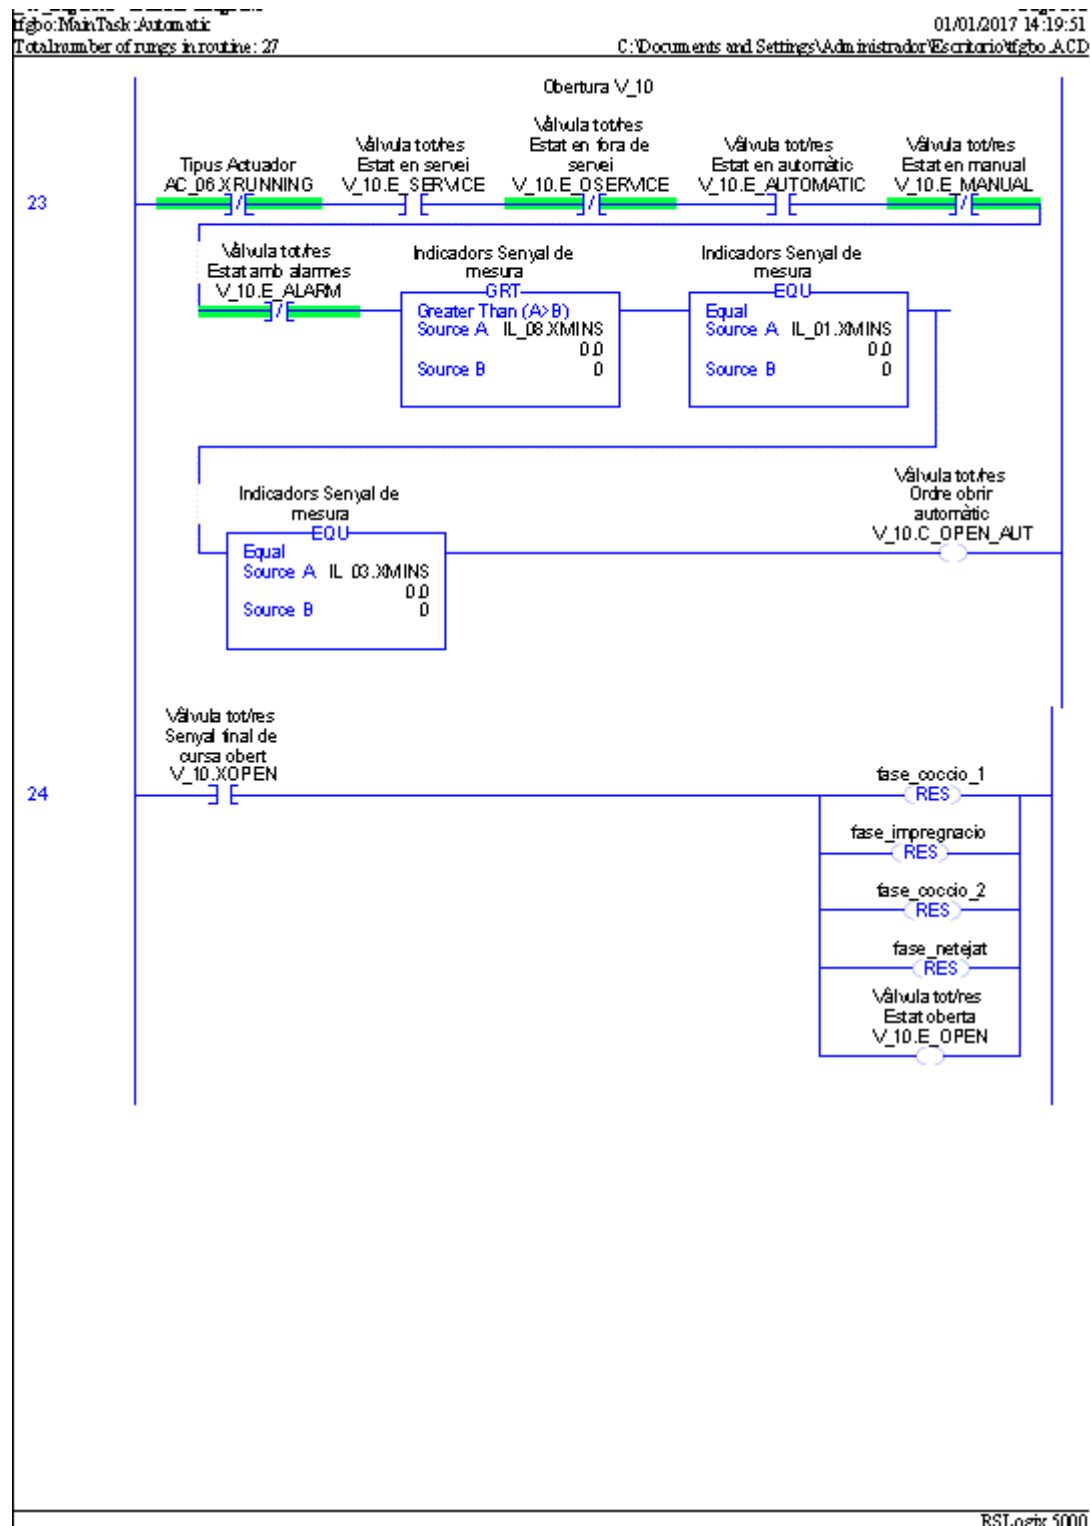 tfgbo:MainTask:Automatic
01/01/2017 14:19:51
Total number of rungs in routine: 27
C:\Documents and Settings\Administrador\Escritorio\tfgbo.ACD
Obertura V_10
23
Tipus Actuador
AC_06.XRUNNING
Vàlvula tot/res
Estat en servei
V_10.E_SERVICE
Vàlvula tot/res
Estat en fora de
servei
V_10.E_OSERVICE
Vàlvula tot/res
Estat en automàtic
V_10.E_AUTOMATIC
Vàlvula tot/res
Estat en manual
V_10.E_MANUAL
Vàlvula tot/res
Estat amb alarmes
V_10.E_ALARM
Indicadors Senyal de
mesura
GRT
Greater Than (A>B)
Source A IL_08.XMINS
0.0
Source B 0
Indicadors Senyal de
mesura
EQU
Equal
Source A IL_01.XMINS
0.0
Source B 0
Indicadors Senyal de
mesura
EQU
Equal
Source A IL_03.XMINS
0.0
Source B 0
Vàlvula tot/res
Ordre obrir
automàtic
V_10.C_OPEN_AUT
24
Vàlvula tot/res
Senyal final de
cursa obert
V_10.XOPEN
fase_coccio_1
RES
fase_impregnacio
RES
fase_coccio_2
RES
fase_netejat
RES
Vàlvula tot/res
Estat oberta
V_10.E_OPEN
RSLogix 5000